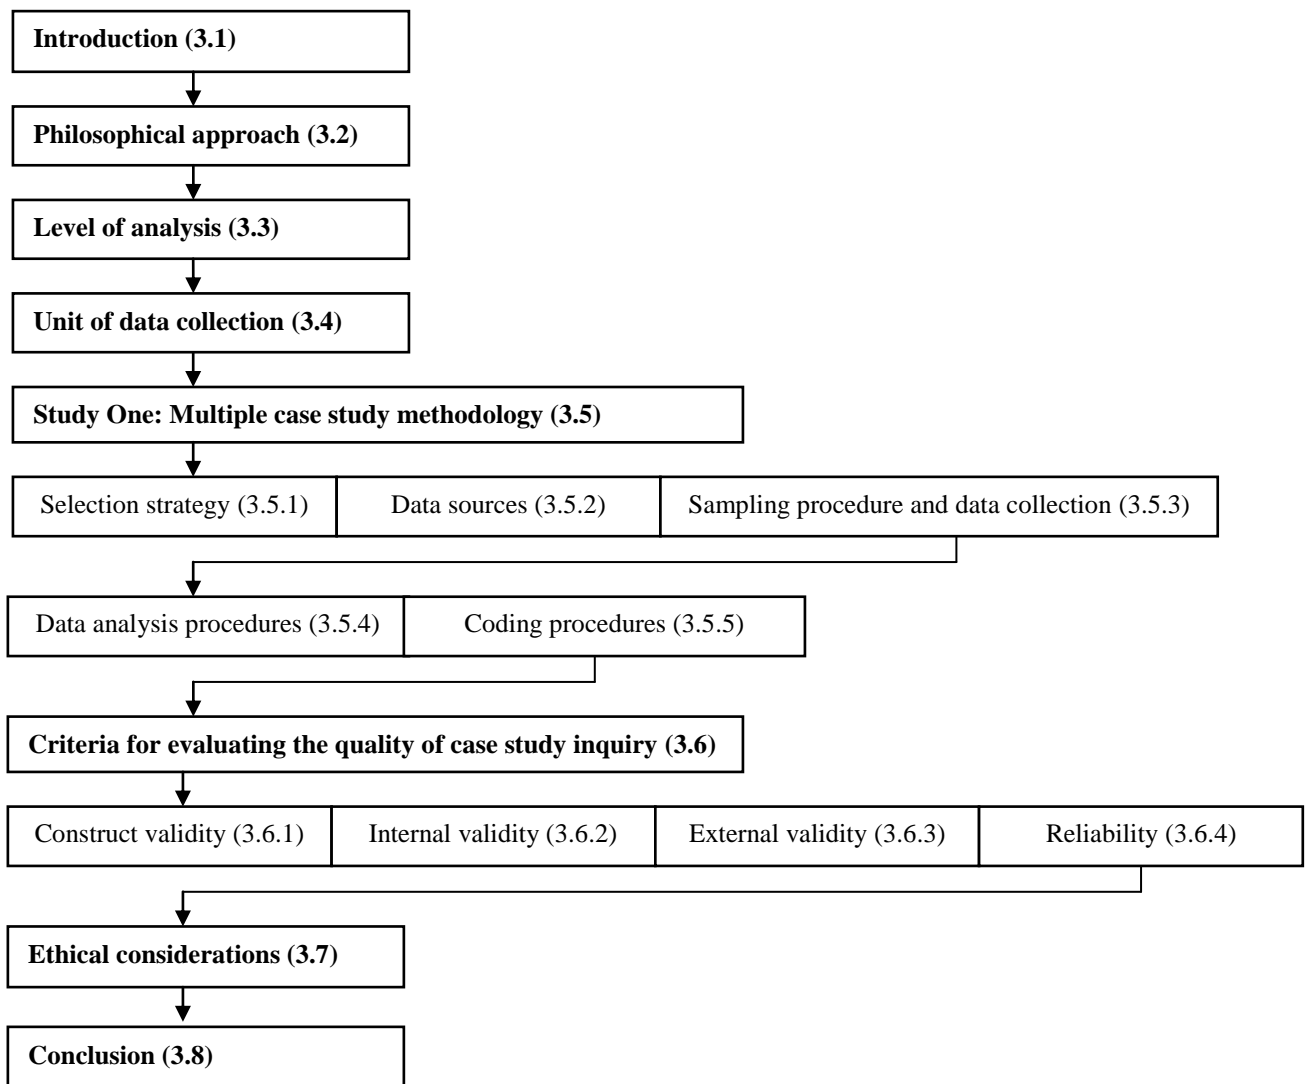 Introduction (3.1)
Philosophical approach (3.2)
Level of analysis (3.3)
Unit of data collection (3.4)
Study One: Multiple case study methodology (3.5)
Selection strategy (3.5.1)
Data sources (3.5.2)
Sampling procedure and data collection (3.5.3)
Data analysis procedures (3.5.4)
Coding procedures (3.5.5)
Criteria for evaluating the quality of case study inquiry (3.6)
Construct validity (3.6.1)
Internal validity (3.6.2)
External validity (3.6.3)
Reliability (3.6.4)
Ethical considerations (3.7)
Conclusion (3.8)